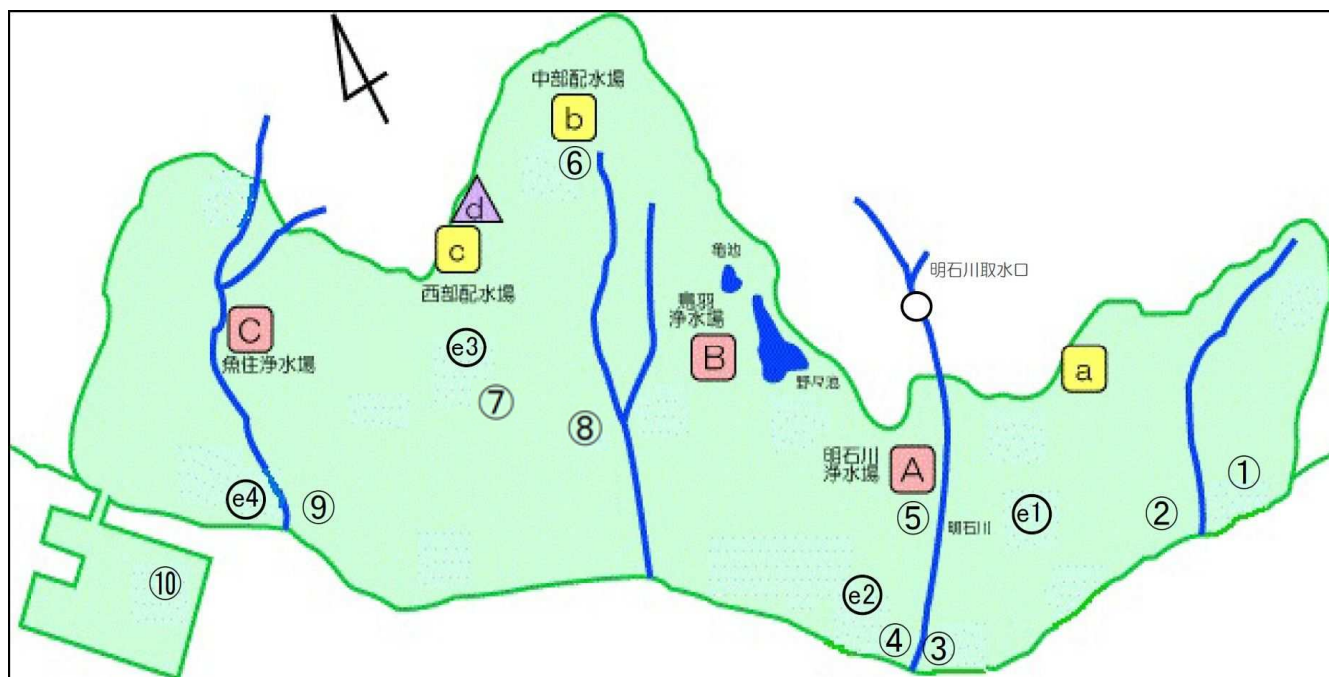 中部配水場
b
⑥
d
c
西部配水場
亀池
明石川取水口
C
魚住浄水場
鳥羽
浄水場
B
a
e3
野々池
⑦
⑧
明石川
浄水場
A
①
e4
⑨
⑤
明石川
e1
②
⑩
e2
④
③